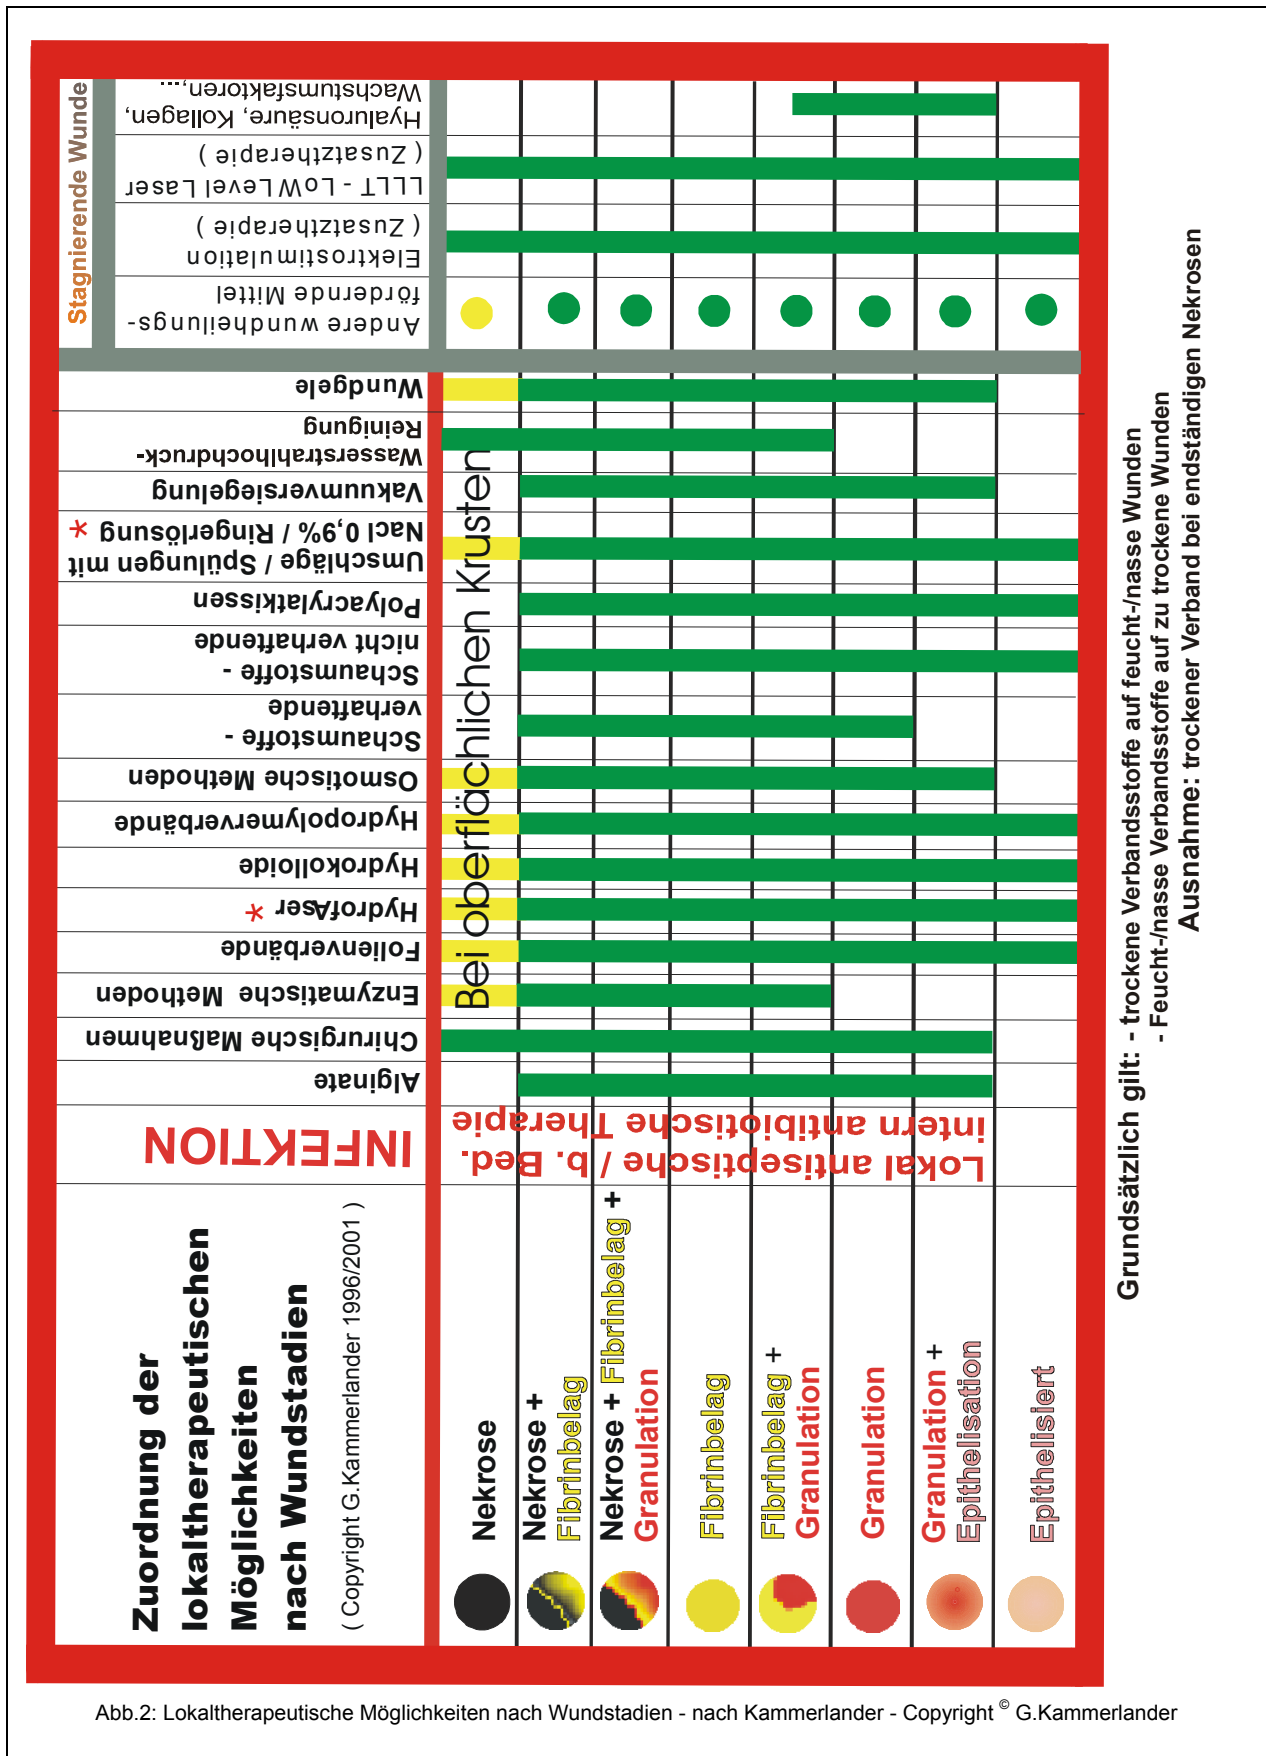 Zuordnung der
lokaltherapeutischen
Möglichkeiten
nach Wundstadien
( Copyright G.Kammerlander 1996/2001 )
INFEKTION
Lokal antiseptische / b. Bed.
intern antibiotische Therapie
Alginate
Chirurgische Maßnahmen
Enzymatische Methoden
Folienverbände
HydrofAser *
Hydrokolloide
Hydropolymerverbände
Osmotische Methoden
Schaumstoffe -
verhaftende
Schaumstoffe -
nicht verhaftende
Polyacrylatkissen
Umschläge / Spülungen mit
Nacl 0,9% / Ringerlösung *
Vakuumversiegelung
Wasserstrahlhochdruck-
Reinigung
Wundgele
Stagnierende Wunde
Andere wundheilungs-
fördernde Mittel
Elektrostimulation
( Zusatztherapie )
LLLT - LoW Level Laser
( Zusatztherapie )
Hyaluronsäure, Kollagen,
Wachstumsfaktoren,...
Bei oberflächlichen Krusten
Nekrose
Nekrose +
Fibrinbelag
Nekrose + Fibrinbelag +
Granulation
Fibrinbelag
Fibrinbelag +
Granulation
Granulation
Granulation +
Epithelisation
Epithelisiert
Grundsätzlich gilt: - trockene Verbandsstoffe auf feucht-/nasse Wunden
- Feucht-/nasse Verbandsstoffe auf zu trockene Wunden
Ausnahme: trockener Verband bei endständigen Nekrosen
Abb.2: Lokaltherapeutische Möglichkeiten nach Wundstadien - nach Kammerlander - Copyright © G.Kammerlander